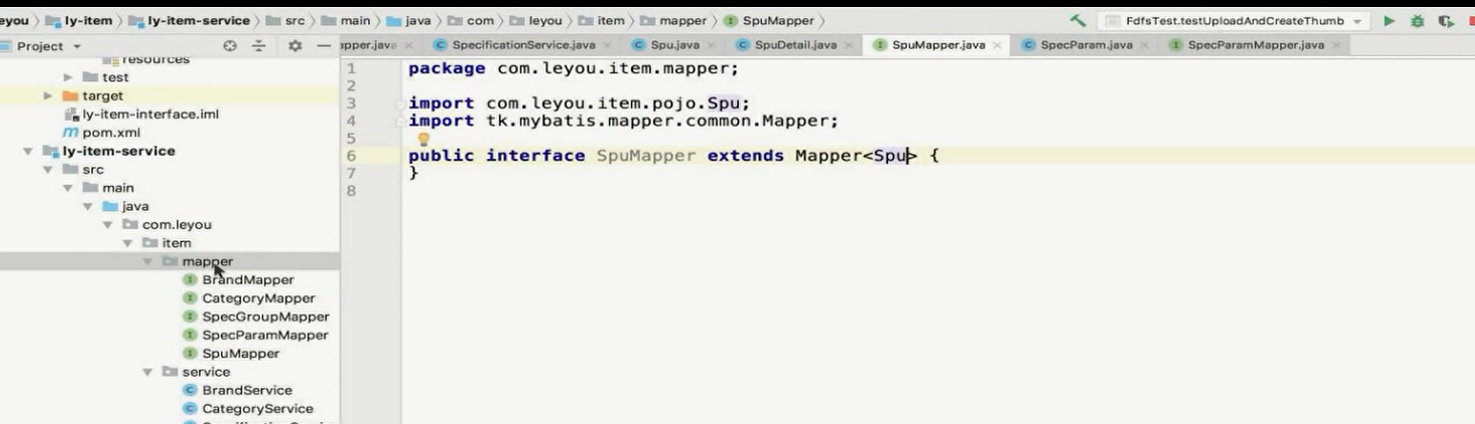 eyou ly-item ly-item-service src main java com leyou item mapper SpuMapper FdfsTest.testUploadAndCreateThumb
Project
apper.java SpecificationService.java Spu.java SpuDetail.java SpuMapper.java SpecParam.java SpecParamMapper.java
resources
test
target
ly-item-interface.iml
pom.xml
ly-item-service
src
main
java
com.leyou
item
mapper
BrandMapper
CategoryMapper
SpecGroupMapper
SpecParamMapper
SpuMapper
service
BrandService
CategoryService
1 package com.leyou.item.mapper;
2
3 import com.leyou.item.pojo.Spu;
4 import tk.mybatis.mapper.common.Mapper;
5
6 public interface SpuMapper extends Mapper<Spu> {
7 }
8